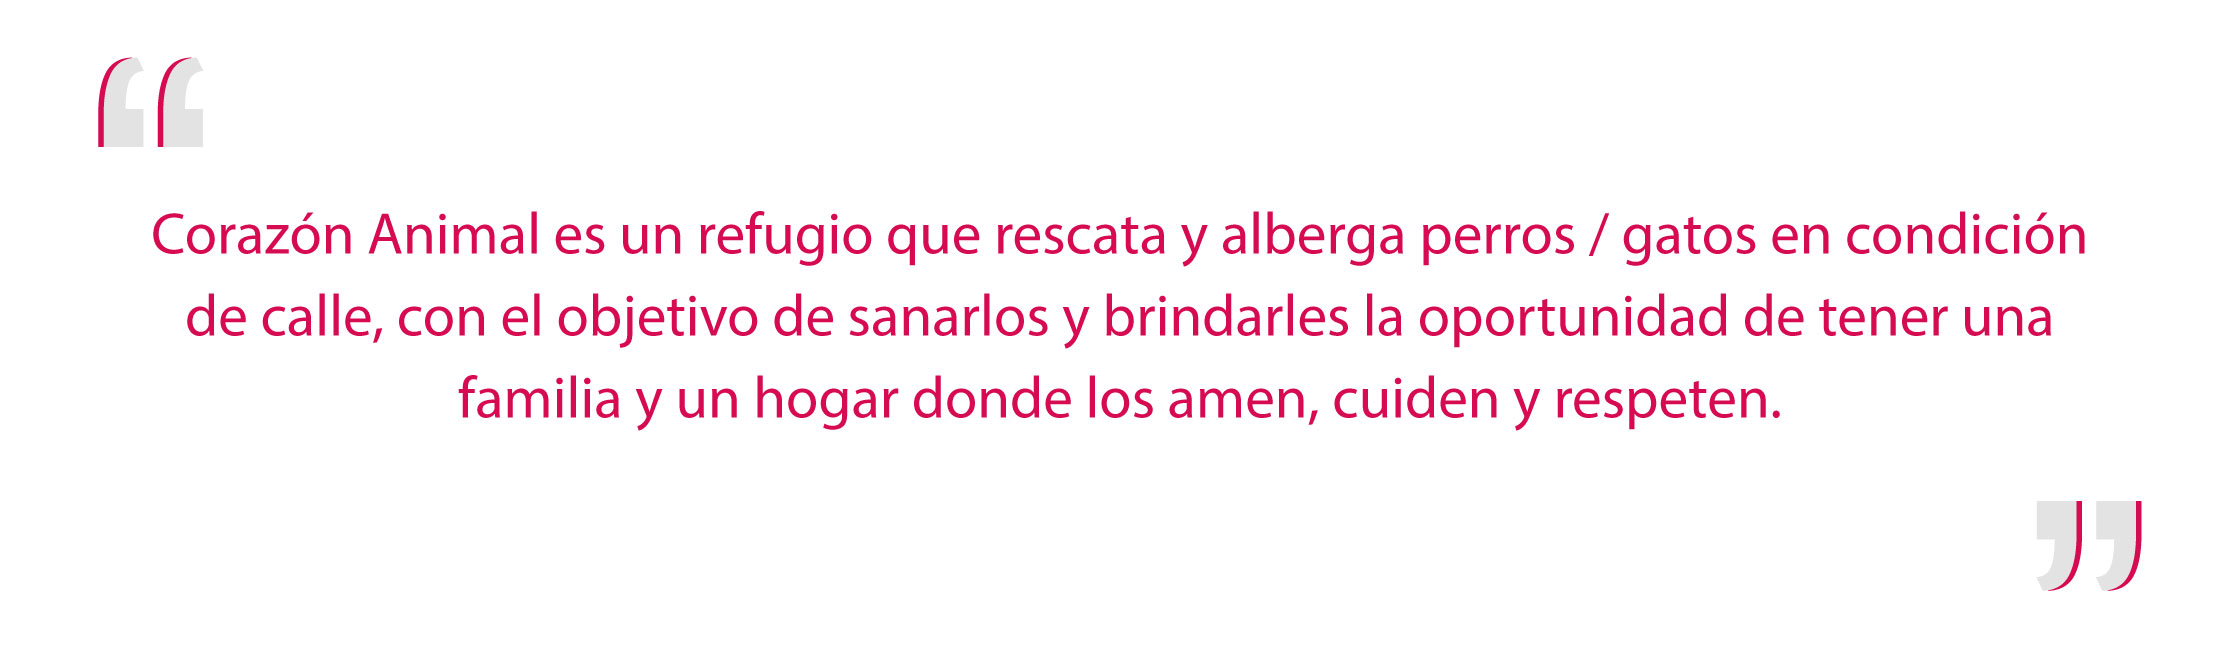 “
Corazón Animal es un refugio que rescata y alberga perros / gatos en condición
de calle, con el objetivo de sanarlos y brindarles la oportunidad de tener una
familia y un hogar donde los amen, cuiden y respeten.
”